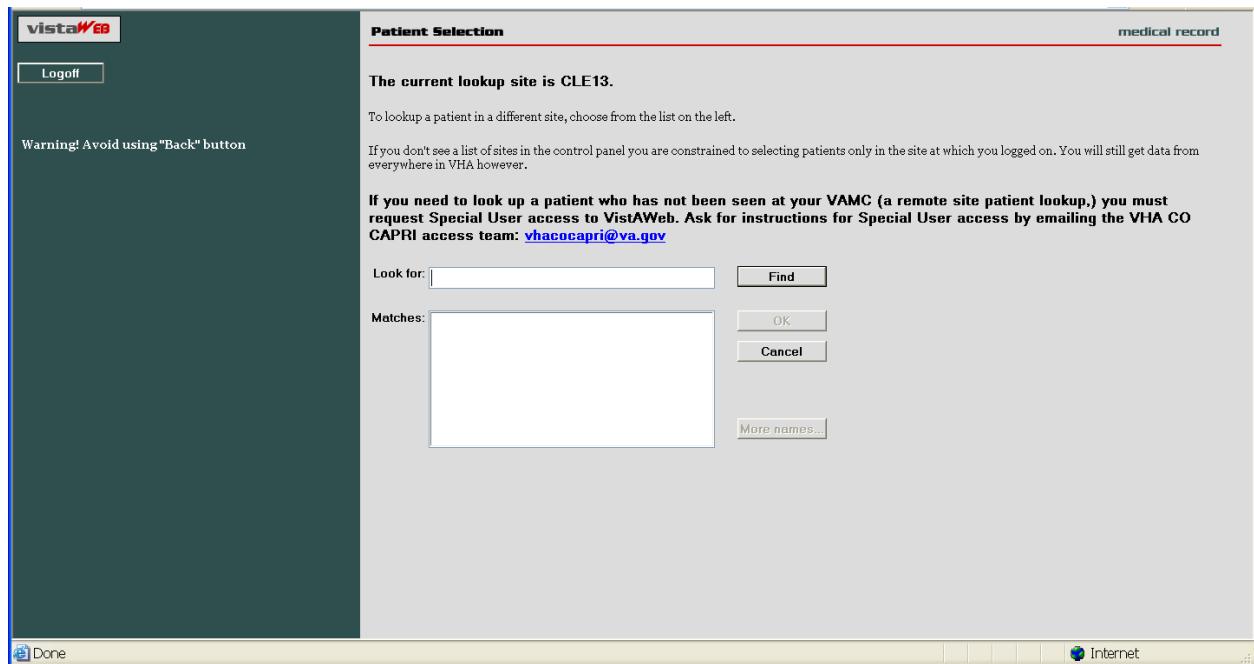 vistaWEB
Patient Selection
medical record
Logoff
The current lookup site is CLE13.
To lookup a patient in a different site, choose from the list on the left.
Warning! Avoid using "Back" button
If you don't see a list of sites in the control panel you are constrained to selecting patients only in the site at which you logged on. You will still get data from
everywhere in VHA however.
If you need to look up a patient who has not been seen at your VAMC (a remote site patient lookup,) you must
request Special User access to VistAWeb. Ask for instructions for Special User access by emailing the VHA CO
CAPRI access team: vhacocapri@va.gov
Look for:
Find
Matches:
OK
Cancel
More names...
Done
Internet